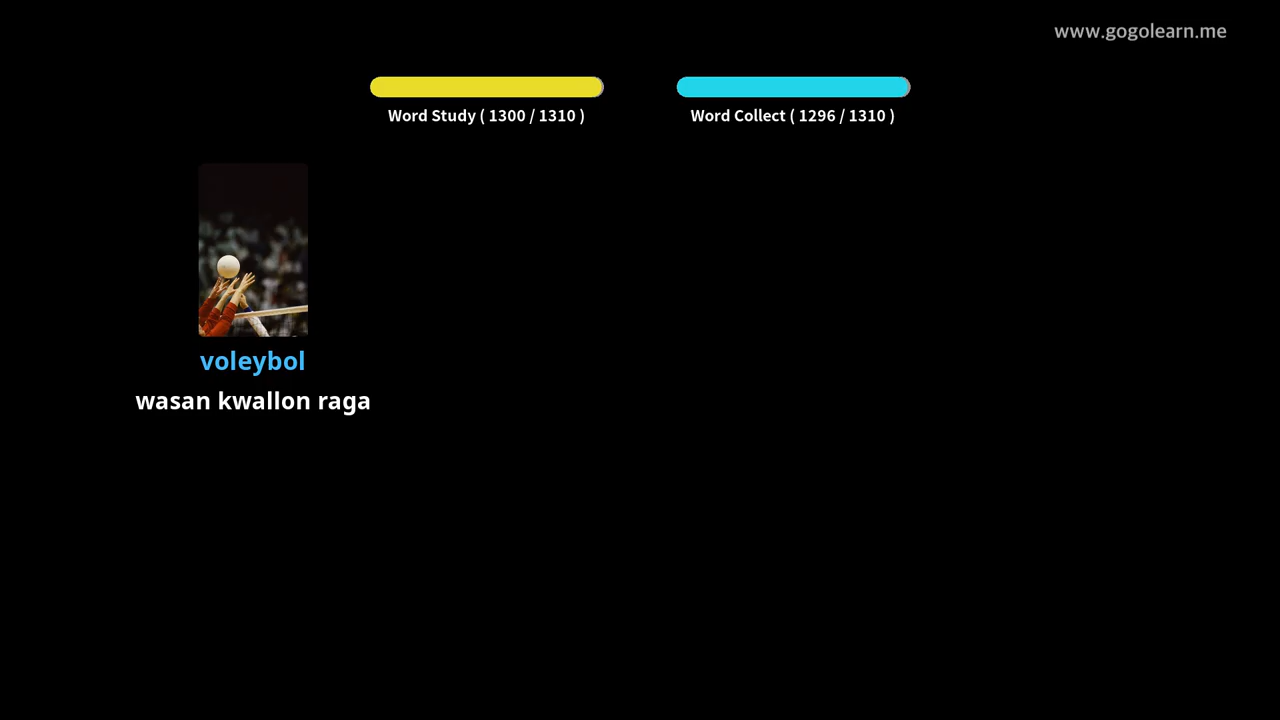 www.gogolearn.me
Word Study ( 1300 / 1310 )
Word Collect ( 1296 / 1310 )
voleybol
wasan kwallon raga